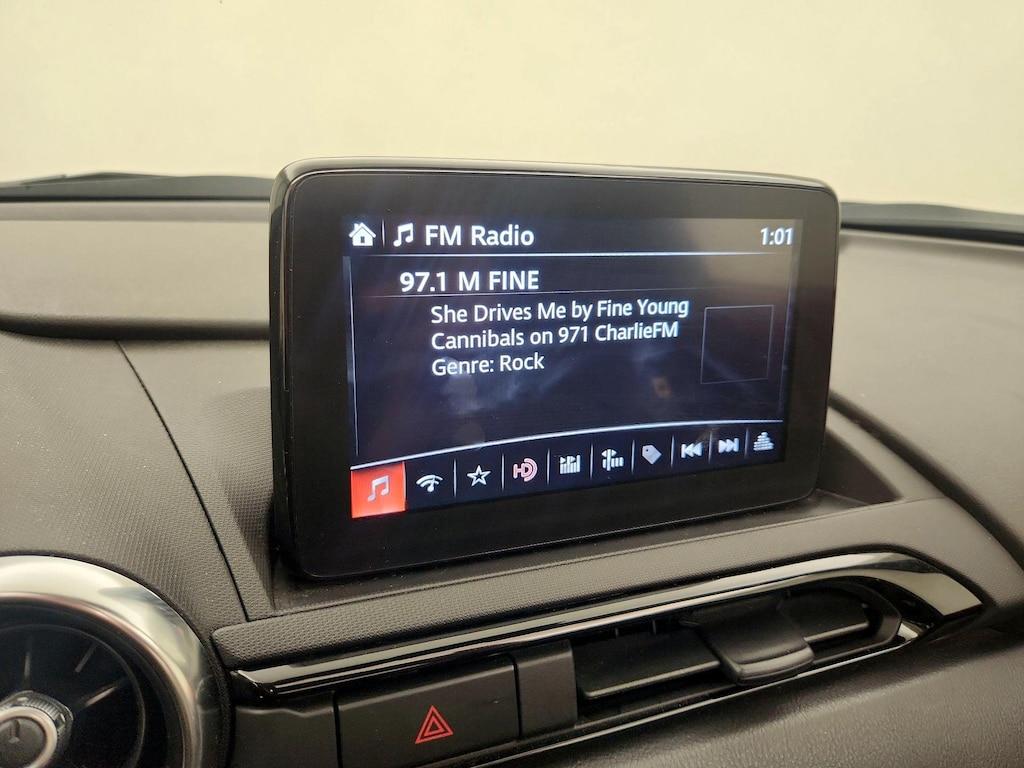 FM Radio
1:01
97.1 M FINE
She Drives Me by Fine Young
Cannibals on 971 CharlieFM
Genre: Rock
HD